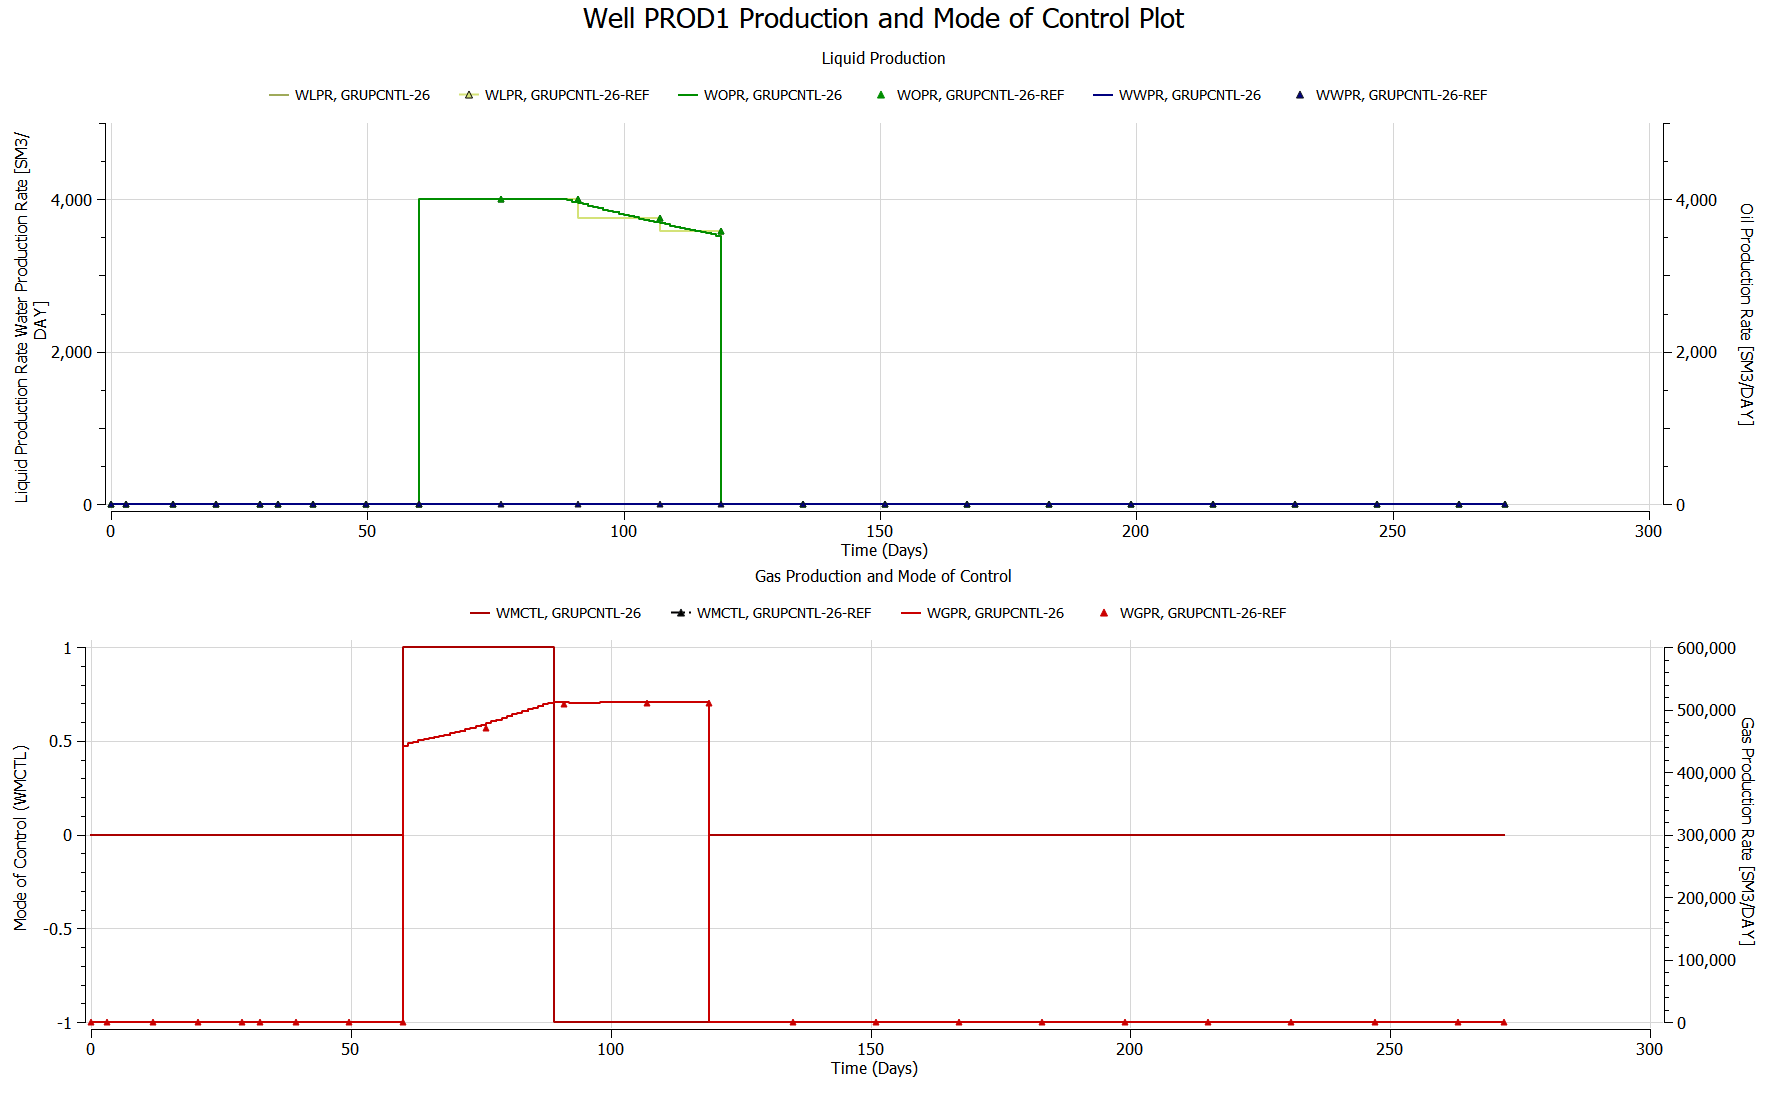 Well PROD1 Production and Mode of Control Plot
Liquid Production
WLPR, GRUPCNTL-26 WLPR, GRUPCNTL-26-REF WOPR, GRUPCNTL-26 WOPR, GRUPCNTL-26-REF WWPR, GRUPCNTL-26 WWPR, GRUPCNTL-26-REF
Liquid Production Rate Water Production Rate [SM3/
DAY]
4,000
2,000
0
4,000
2,000
0
Oil Production Rate [SM3/DAY]
0 50 100 150 200 250 300
Time (Days)
Gas Production and Mode of Control
WMCTL, GRUPCNTL-26 WMCTL, GRUPCNTL-26-REF WGPR, GRUPCNTL-26 WGPR, GRUPCNTL-26-REF
Mode of Control (WMCTL)
1
0.5
0
-0.5
-1
600,000
500,000
400,000
300,000
200,000
100,000
0
Gas Production Rate [SM3/DAY]
0 50 100 150 200 250 300
Time (Days)